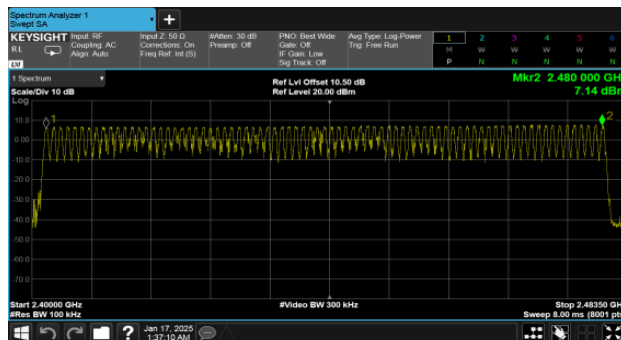 Spectrum Analyzer 1
Swept SA
KEYSIGHT Input: RF Input Z: 50 Ω #Atten: 30 dB PNO: Best Wide Avg Type: Log-Power 1 2 3 4 5 6
RL Coupling: AC Corrections: On Preamp: Off Gate: Off Trig: Free Run M W W W W W
Align: Auto Freq Ref: Int (S) IF Gain: Low
LXI Sig Track: Off P N N N N N
1 Spectrum Ref Lvl Offset 10.50 dB Mkr2 2.480 000 GH
Scale/Div 10 dB Ref Level 20.00 dBm 7.14 dBr
Log
1 2
10.0
0.00
-10.0
-20.0
-30.0
-40.0
-50.0
-60.0
-70.0
Start 2.40000 GHz #Video BW 300 kHz Stop 2.48350 GHz
#Res BW 100 kHz Sweep 8.00 ms (8001 pts
? Jan 17, 2025
1:37:10 AM